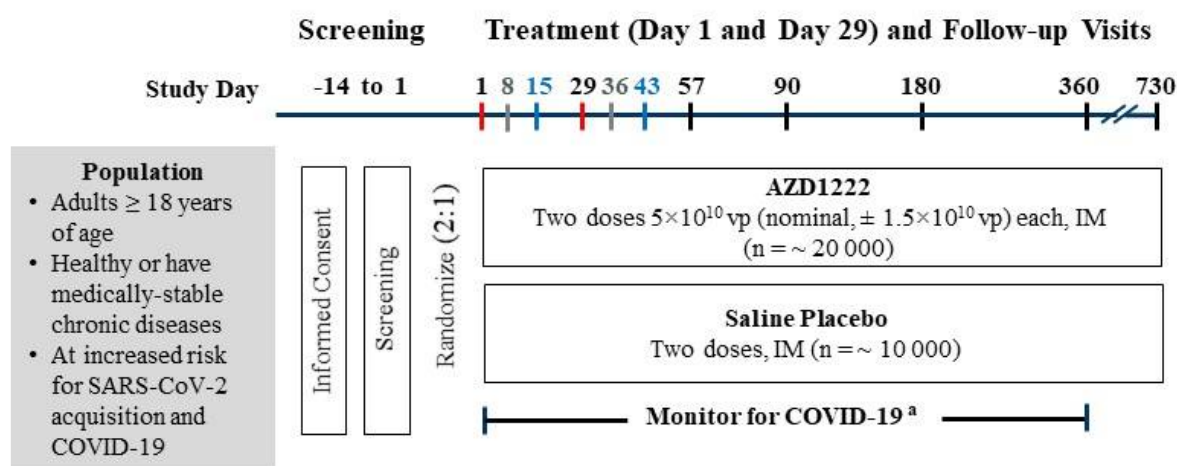 Screening
Treatment (Day 1 and Day 29) and Follow-up Visits
Study Day
-14 to 1
1 8 15 29 36 43 57 90 180 360 730
Population
• Adults ≥ 18 years
of age
• Healthy or have
medically-stable
chronic diseases
• At increased risk
for SARS-CoV-2
acquisition and
COVID-19
Informed Consent
Screening
Randomize (2:1)
AZD1222
Two doses 5×10¹⁰ vp (nominal, ± 1.5×10¹⁰ vp) each, IM
(n = ~ 20 000)
Saline Placebo
Two doses, IM (n = ~ 10 000)
Monitor for COVID-19 ᵃ